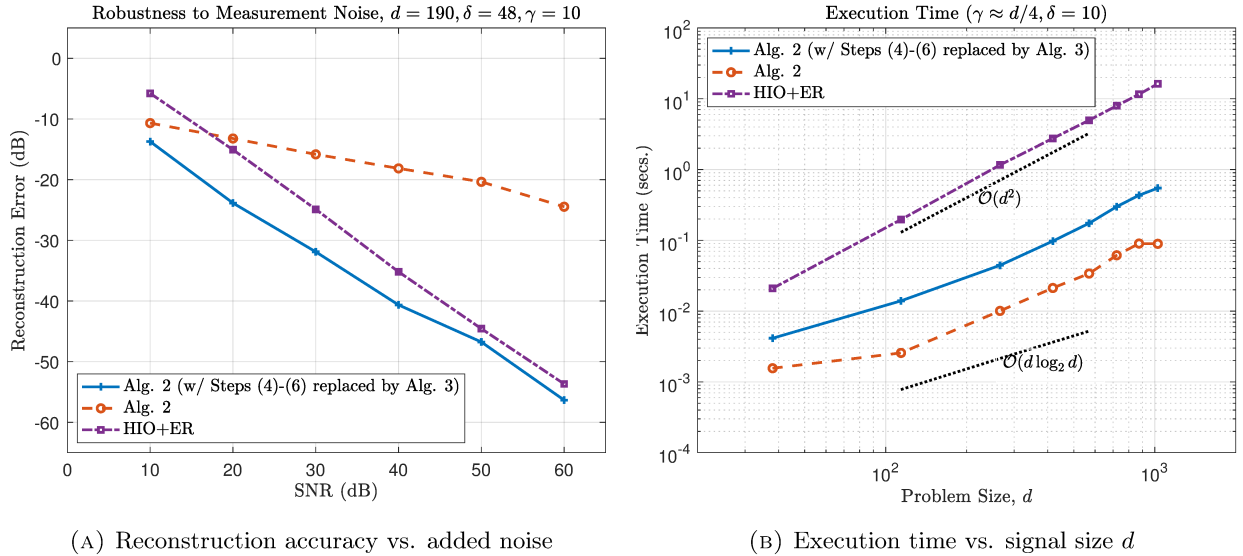 Robustness to Measurement Noise, d = 190, δ = 48, γ = 10
0
-10
-20
-30
-40
-50
-60
Reconstruction Error (dB)
Alg. 2 (w/ Steps (4)-(6) replaced by Alg. 3)
Alg. 2
HIO+ER
0 10 20 30 40 50 60
SNR (dB)
(A) Reconstruction accuracy vs. added noise
Execution Time (γ ≈ d/4, δ = 10)
10^2
10^1
10^0
10^-1
10^-2
10^-3
10^-4
Execution Time (secs.)
Alg. 2 (w/ Steps (4)-(6) replaced by Alg. 3)
Alg. 2
HIO+ER
O(d^2)
O(d log_2 d)
10^2 10^3
Problem Size, d
(B) Execution time vs. signal size d